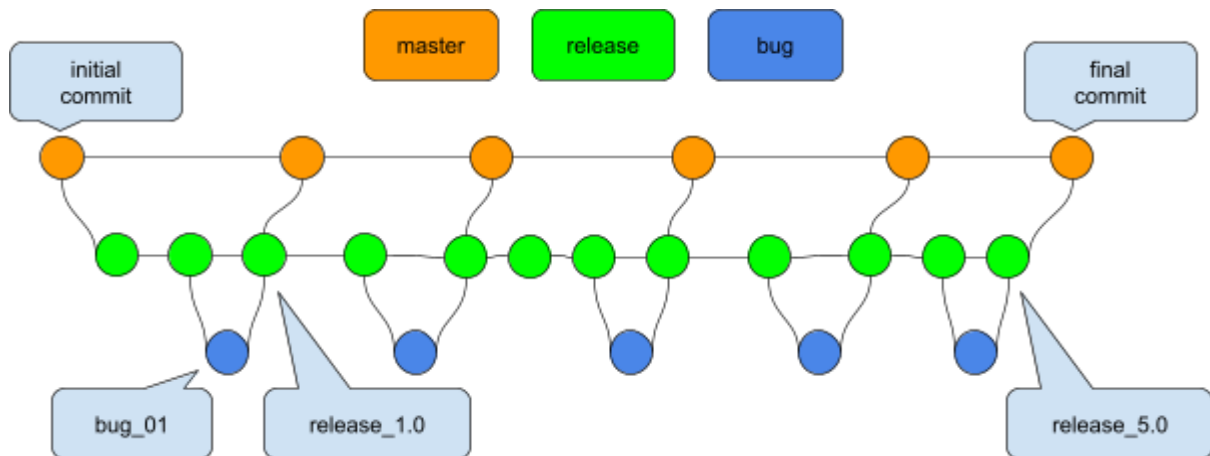 master
release
bug
initial
commit
final
commit
bug_01
release_1.0
release_5.0